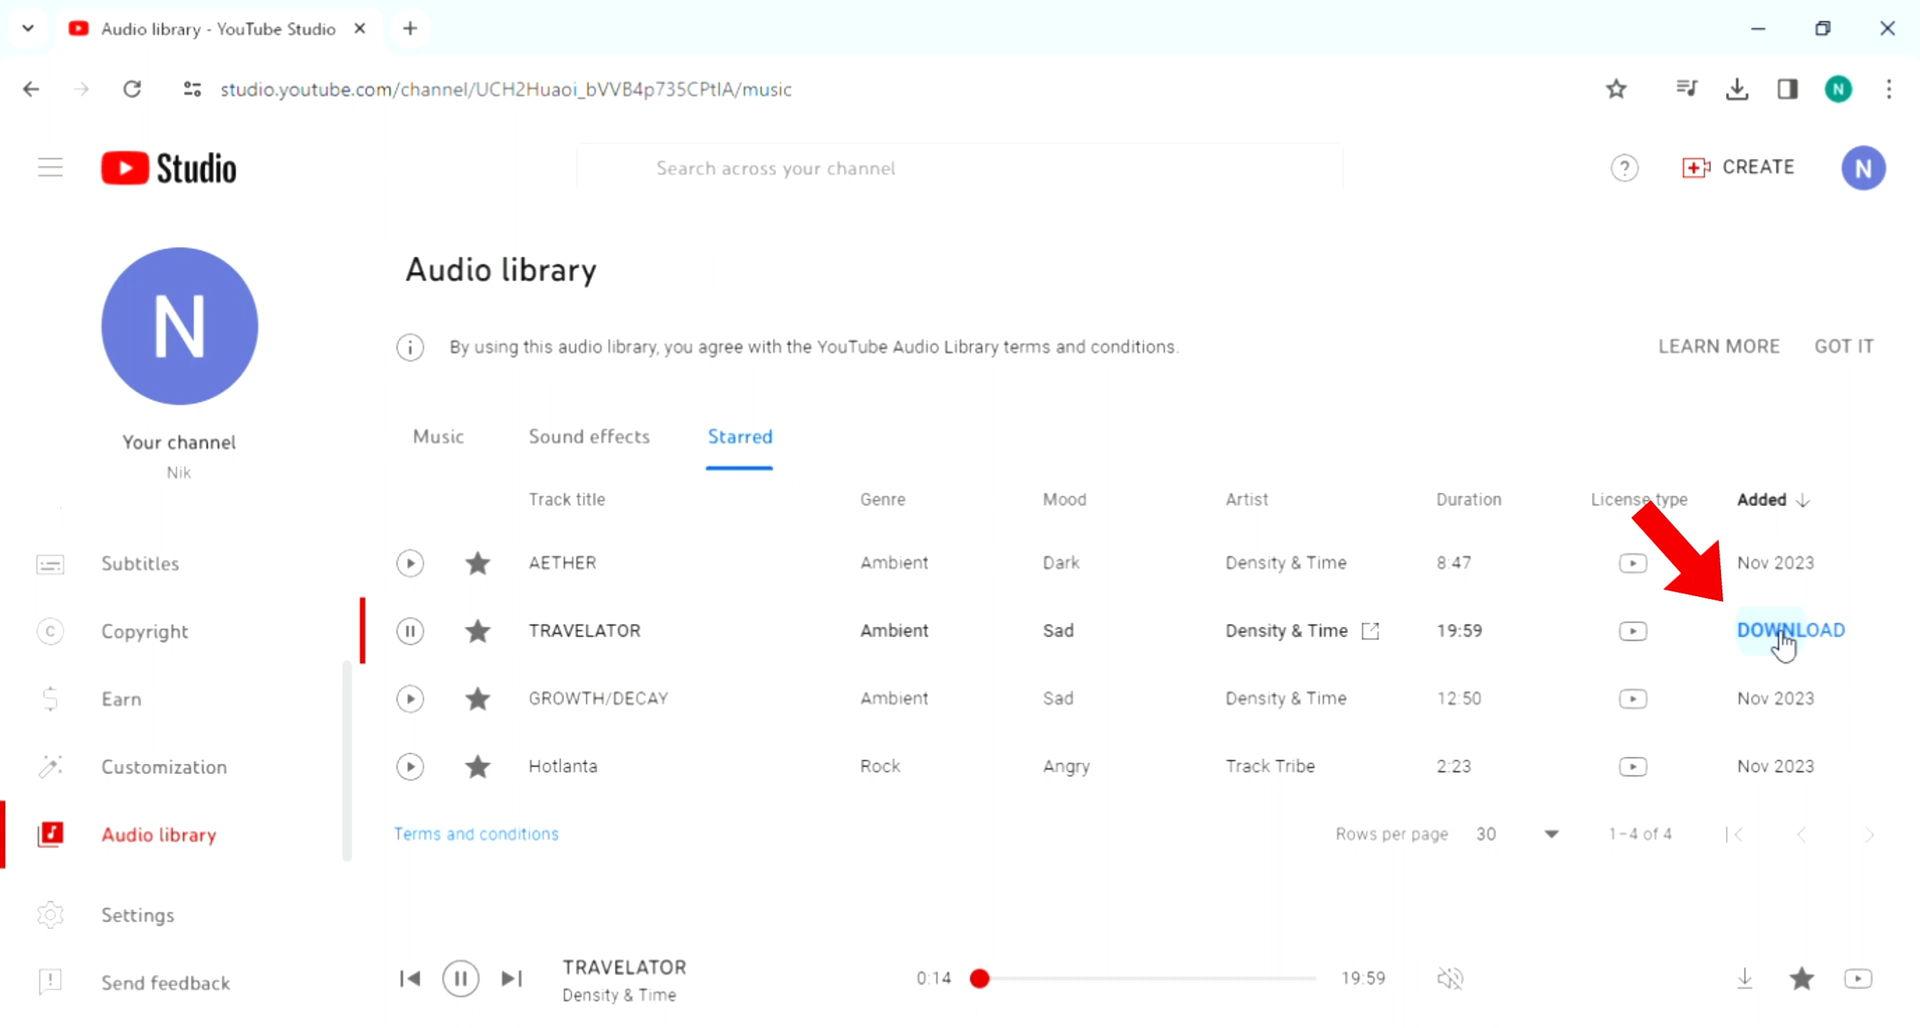 Audio library - YouTube Studio
studio.youtube.com/channel/UCH2Huaoi_bVVB4p735CPtIA/music
N
Studio
Search across your channel
?
CREATE
N
N
Your channel
Nik
Subtitles
Copyright
Earn
Customization
Audio library
Settings
Send feedback
Audio library
By using this audio library, you agree with the YouTube Audio Library terms and conditions.
LEARN MORE
GOT IT
Music Sound effects Starred
Track title Genre Mood Artist Duration License type Added
AETHER Ambient Dark Density & Time 8:47 Nov 2023
TRAVELATOR Ambient Sad Density & Time 19:59 DOWNLOAD
GROWTH/DECAY Ambient Sad Density & Time 12:50 Nov 2023
Hotlanta Rock Angry Track Tribe 2:23 Nov 2023
Terms and conditions
Rows per page 30 1-4 of 4
TRAVELATOR
Density & Time
0:14 19:59